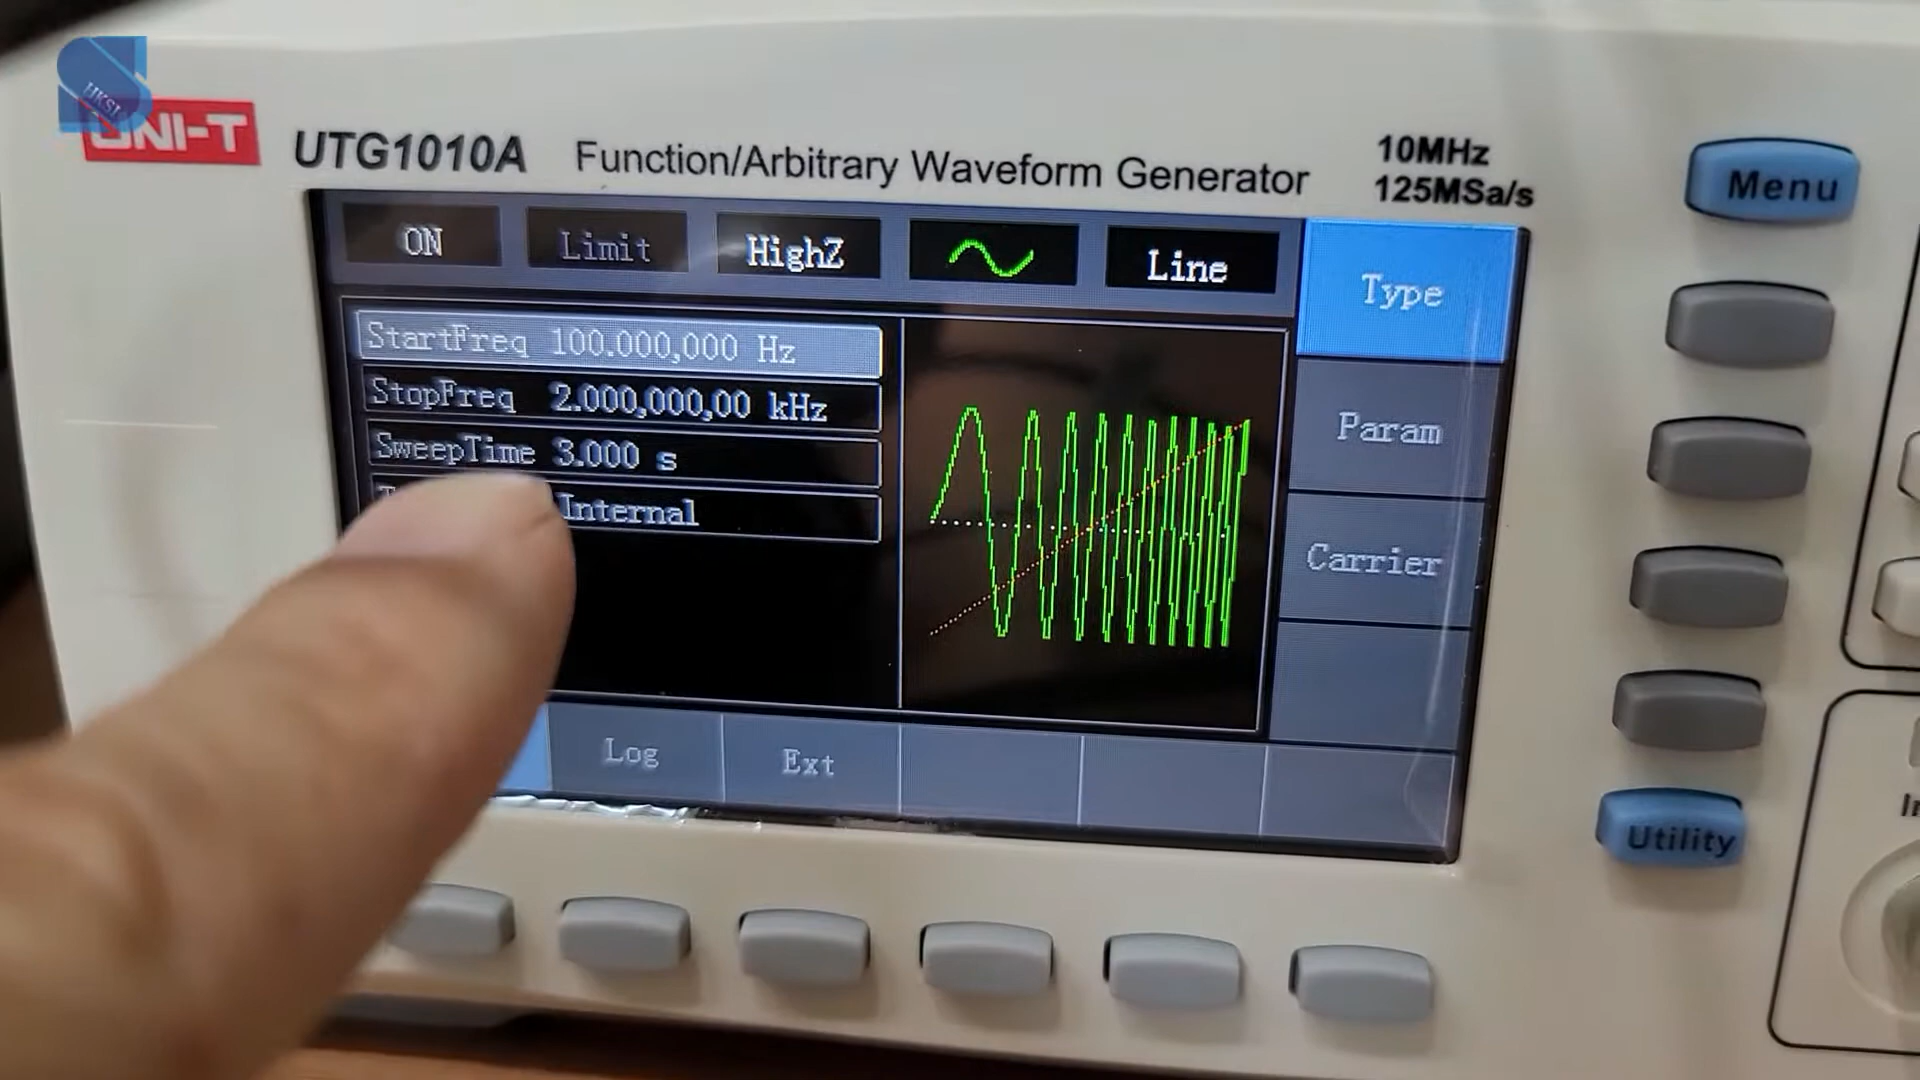 HKSI
UNI-T
UTG1010A Function/Arbitrary Waveform Generator
10MHz
125MSa/s
Menu
ON Limit HighZ Line Type
StartFreq 100.000,000 Hz
StopFreq 2.000,000,00 kHz
SweepTime 3.000 s
Internal
Param
Carrier
Log Ext
Utility